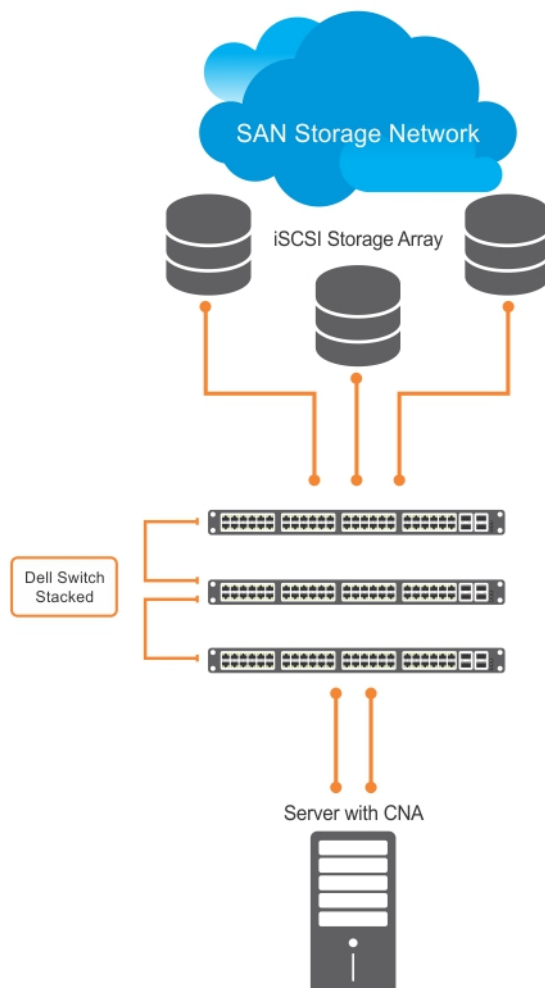 SAN Storage Network
iSCSI Storage Array
Dell Switch
Stacked
Server with CNA